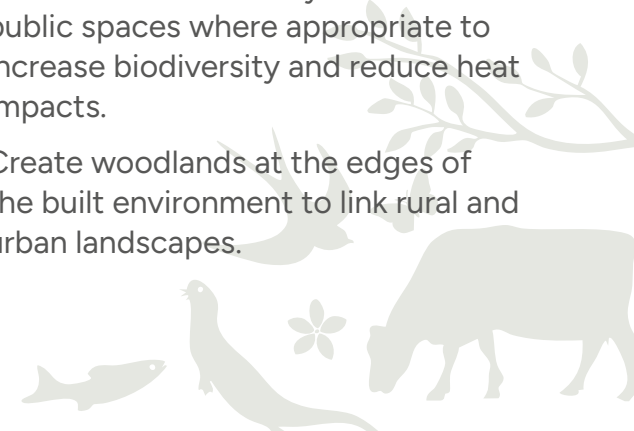 public spaces where appropriate to
increase biodiversity and reduce heat
impacts.
Create woodlands at the edges of
the built environment to link rural and
urban landscapes.